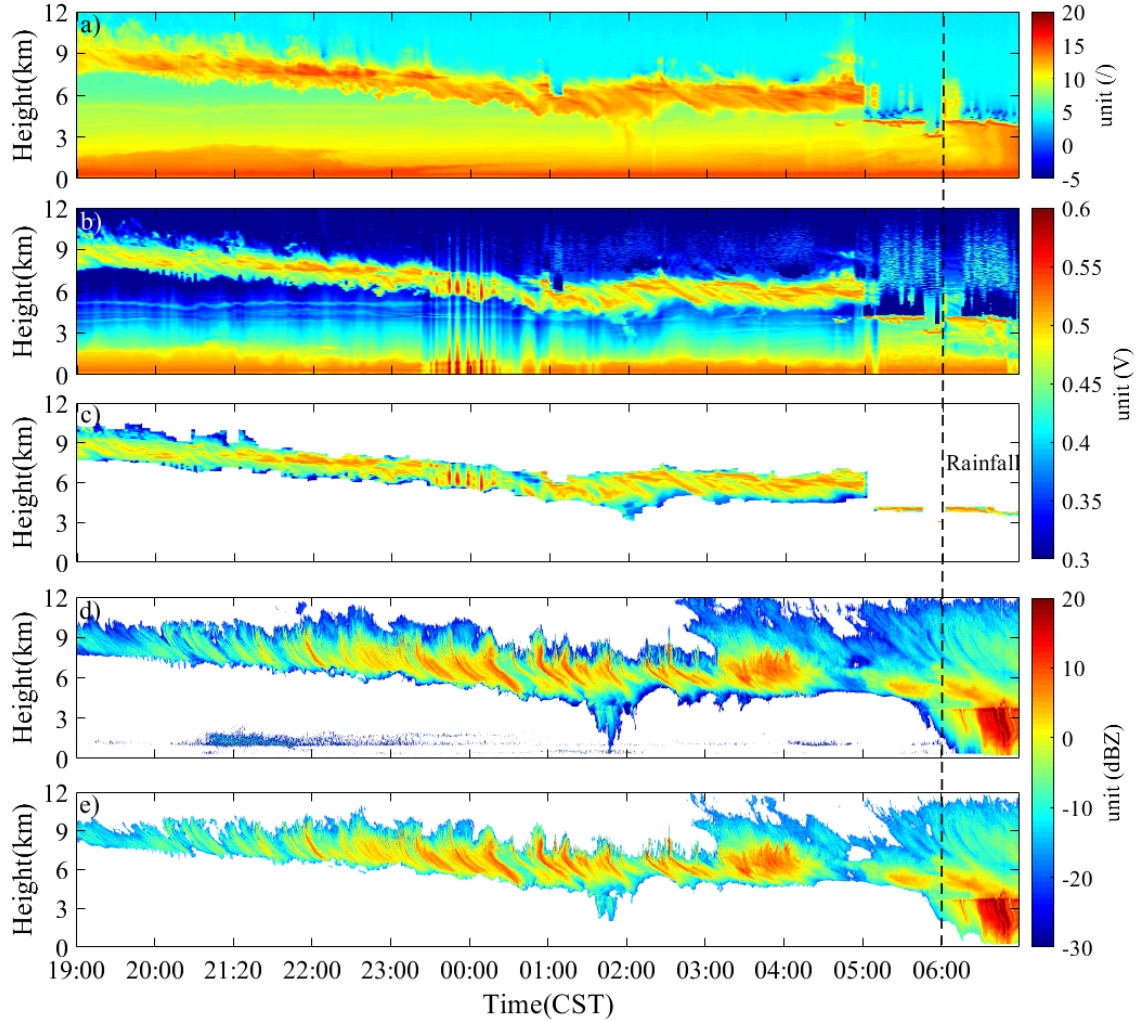 a)
12
9
6
3
0
Height(km)
20
15
10
5
0
-5
unit (/)
b)
12
9
6
3
0
Height(km)
0.6
0.55
0.5
0.45
0.4
0.35
0.3
unit (V)
c)
12
9
6
3
0
Height(km)
Rainfall
d)
12
9
6
3
0
Height(km)
20
10
0
-10
-20
-30
unit (dBZ)
e)
12
9
6
3
0
Height(km)
19:00 20:00 21:20 22:00 23:00 00:00 01:00 02:00 03:00 04:00 05:00 06:00
Time(CST)